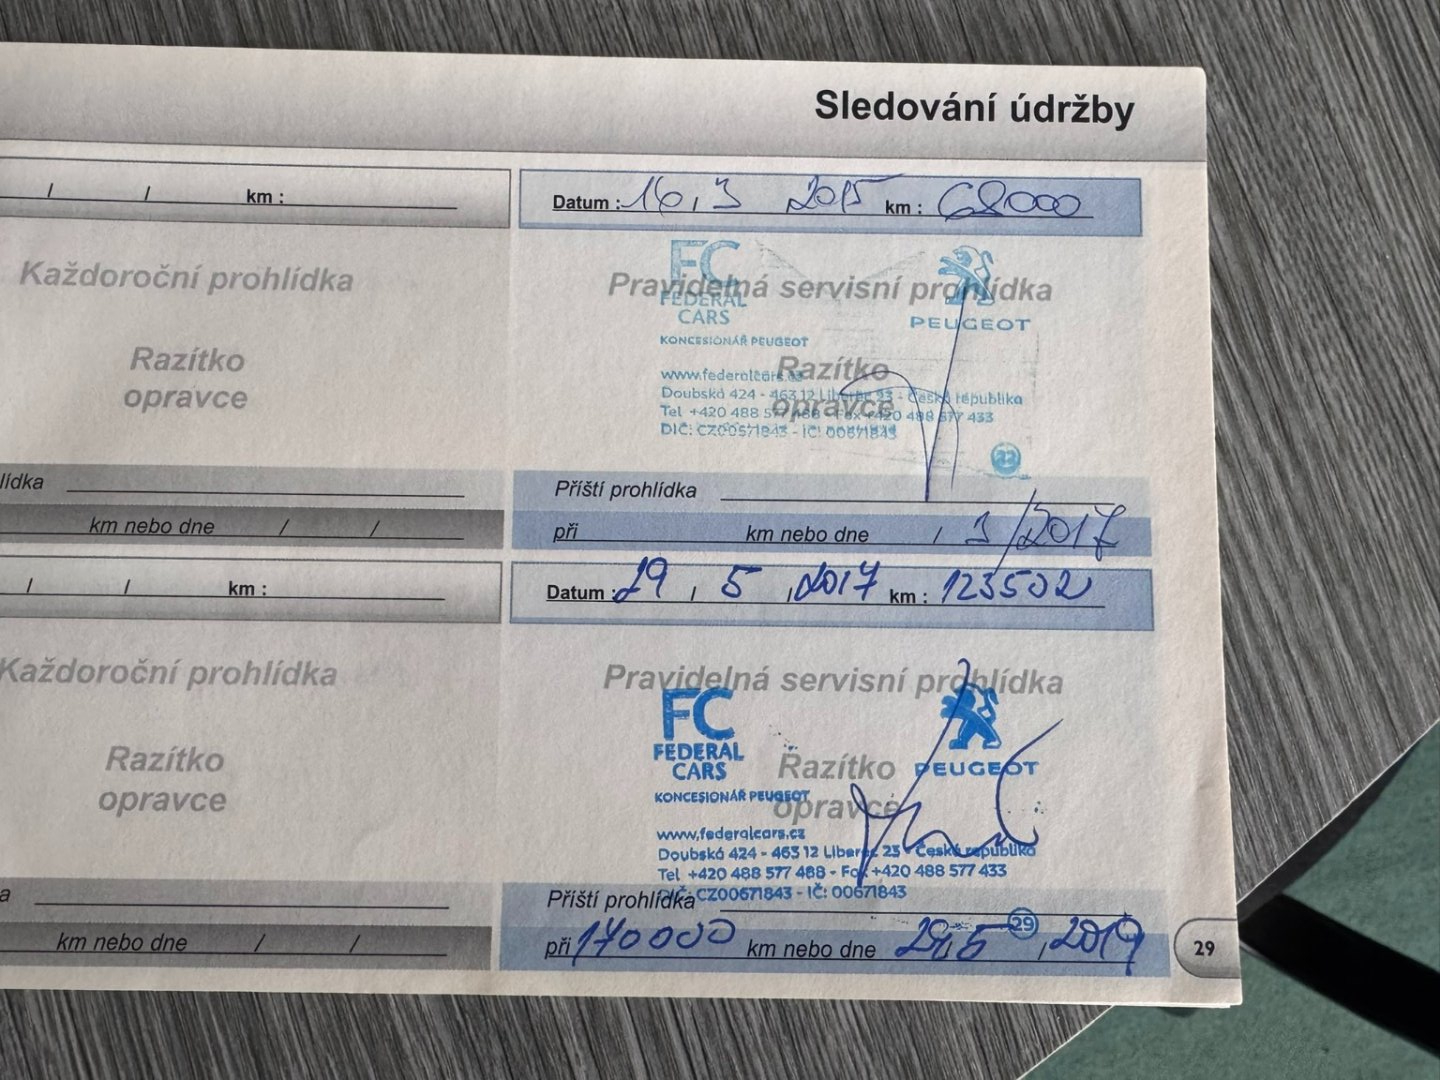 Sledování údržby
/ / km :
Každoroční prohlídka
Razítko
opravce
lídka
km nebo dne / /
Datum : 16, 3 2015 km : 68000
Pravidelná servisní prohlídka
FC
FEDERAL
CARS
PEUGEOT
KONCESIONÁŘ PEUGEOT
Razítko
opravce
www.federalcars.cz
Doubská 424 - 463 12 Liberec 23 - Česká republika
Tel +420 488 577 488 - Fax +420 488 577 433
DIČ: CZ00671843 - IČ: 00671843
22
Příští prohlídka
při km nebo dne / 3 / 2017
/ / km :
Každoroční prohlídka
Razítko
opravce
a
km nebo dne / /
Datum : 29 / 5 / 2017 km : 123502
Pravidelná servisní prohlídka
FC
FEDERAL
CARS
PEUGEOT
KONCESIONÁŘ PEUGEOT
Razítko
opravce
www.federalcars.cz
Doubská 424 - 463 12 Liberec 23 - Česká republika
Tel +420 488 577 488 - Fax +420 488 577 433
DIČ: CZ00671843 - IČ: 00671843
29
Příští prohlídka
při 170000 km nebo dne 29, 5 , 2019
29